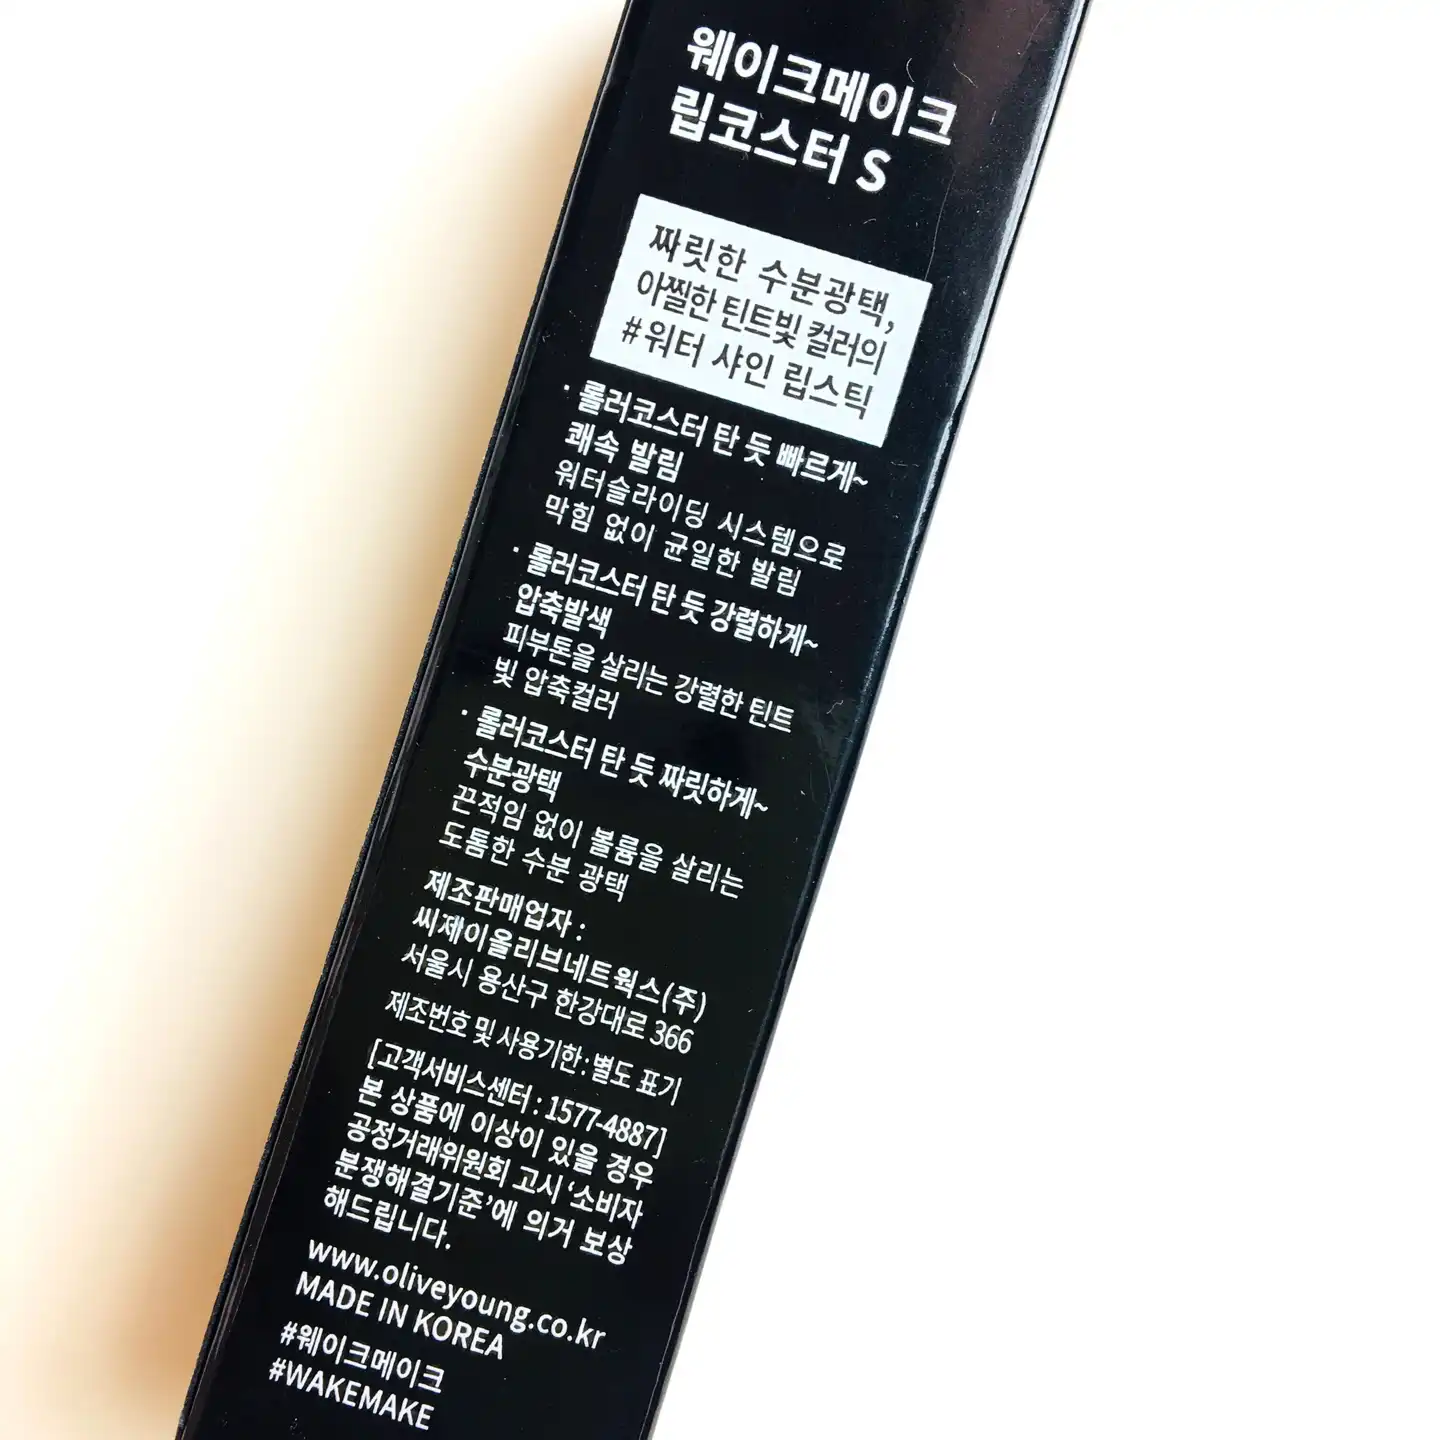 웨이크메이크
립코스터 S
짜릿한 수분광택,
아찔한 틴트빛 컬러의
#워터 샤인 립스틱
· 롤러코스터 탄 듯 빠르게~
쾌속 발림
워터슬라이딩 시스템으로
막힘 없이 균일한 발림
· 롤러코스터 탄 듯 강렬하게~
압축발색
피부톤을 살리는 강렬한 틴트
빛 압축컬러
· 롤러코스터 탄 듯 짜릿하게~
수분광택
끈적임 없이 볼륨을 살리는
도톰한 수분 광택
제조판매업자 :
씨제이올리브네트웍스(주)
서울시 용산구 한강대로 366
제조번호 및 사용기한 : 별도 표기
[고객서비스센터 : 1577-4887]
본 상품에 이상이 있을 경우
공정거래위원회 고시 ‘소비자
분쟁해결기준’에 의거 보상
해드립니다.
www.oliveyoung.co.kr
MADE IN KOREA
#웨이크메이크
#WAKEMAKE